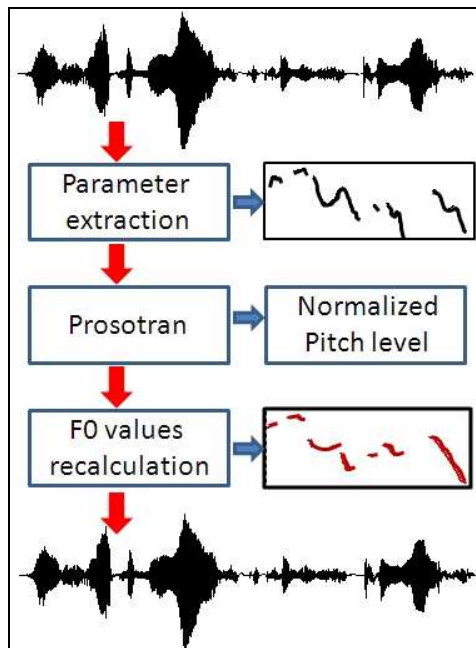 Parameter
extraction
Prosotran
Normalized
Pitch level
F0 values
recalculation